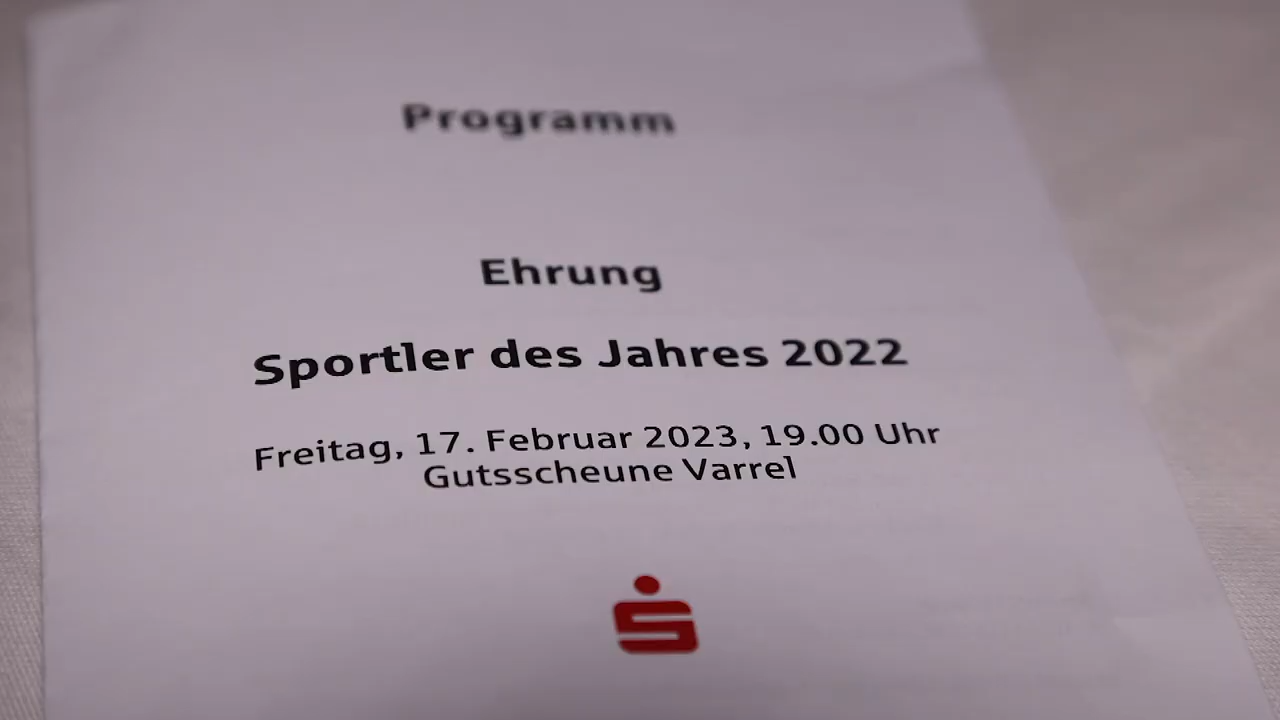 Programm
Ehrung
Sportler des Jahres 2022
Freitag, 17. Februar 2023, 19.00 Uhr
Gutsscheune Varrel